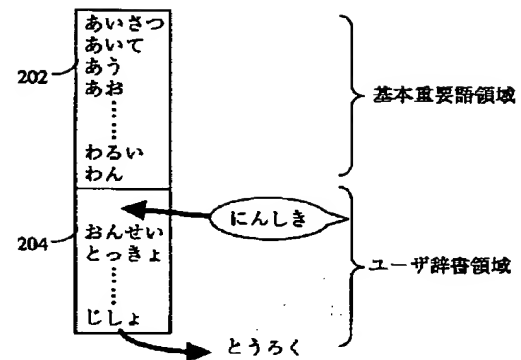 あいさつ
あいて
あう
あお
わるい
わん
202
基本重要語領域
にんしき
204
おんせい
とっきょ
じしょ
ユーザ辞書領域
とうろく